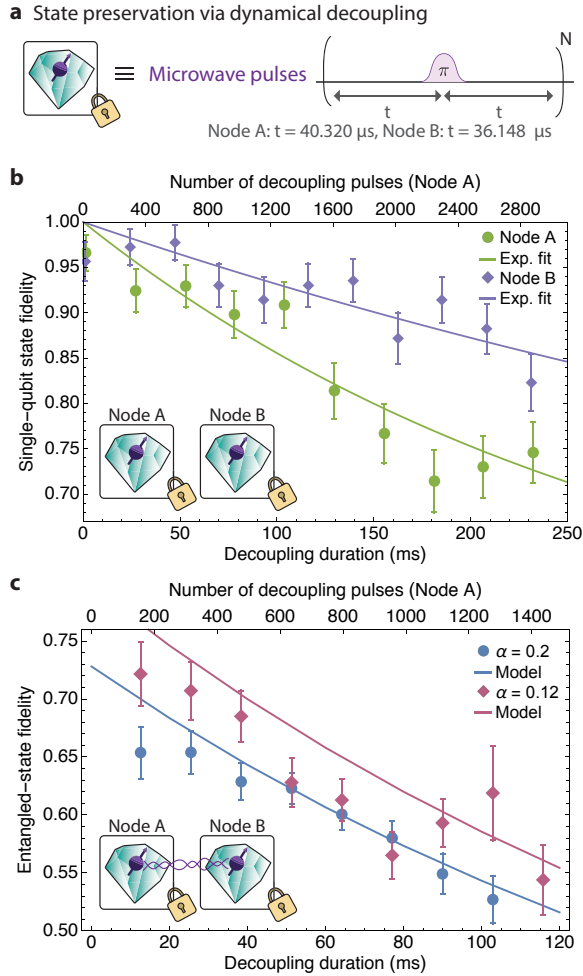 a State preservation via dynamical decoupling
≡ Microwave pulses
π
N
t t
Node A: t = 40.320 µs, Node B: t = 36.148 µs
b
Number of decoupling pulses (Node A)
0 300 600 900 1300 1600 2000 2300 2800
1.00
0.95
0.90
0.85
0.80
0.75
0.70
Single-qubit state fidelity
Node A
Exp. fit
Node B
Exp. fit
Node A Node B
0 50 100 150 200 250
Decoupling duration (ms)
c
Number of decoupling pulses (Node A)
0 200 400 600 800 1000 1200 1400
0.75
0.70
0.65
0.60
0.55
0.50
Entangled-state fidelity
α = 0.2
Model
α = 0.12
Model
Node A Node B
0 20 40 60 80 100 120
Decoupling duration (ms)